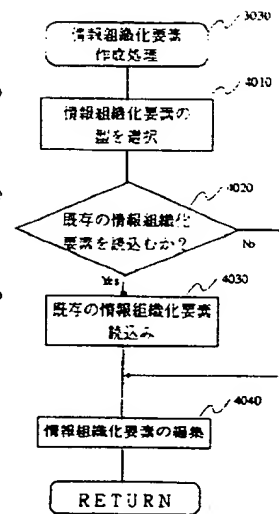 3030
情報組織化要素
作成処理
4010
情報組織化要素の
型を選択
4020
既存の情報組織化
要素を読込むか？
No
Yes
4030
既存の情報組織化要素
読込み
4040
情報組織化要素の編集
RETURN